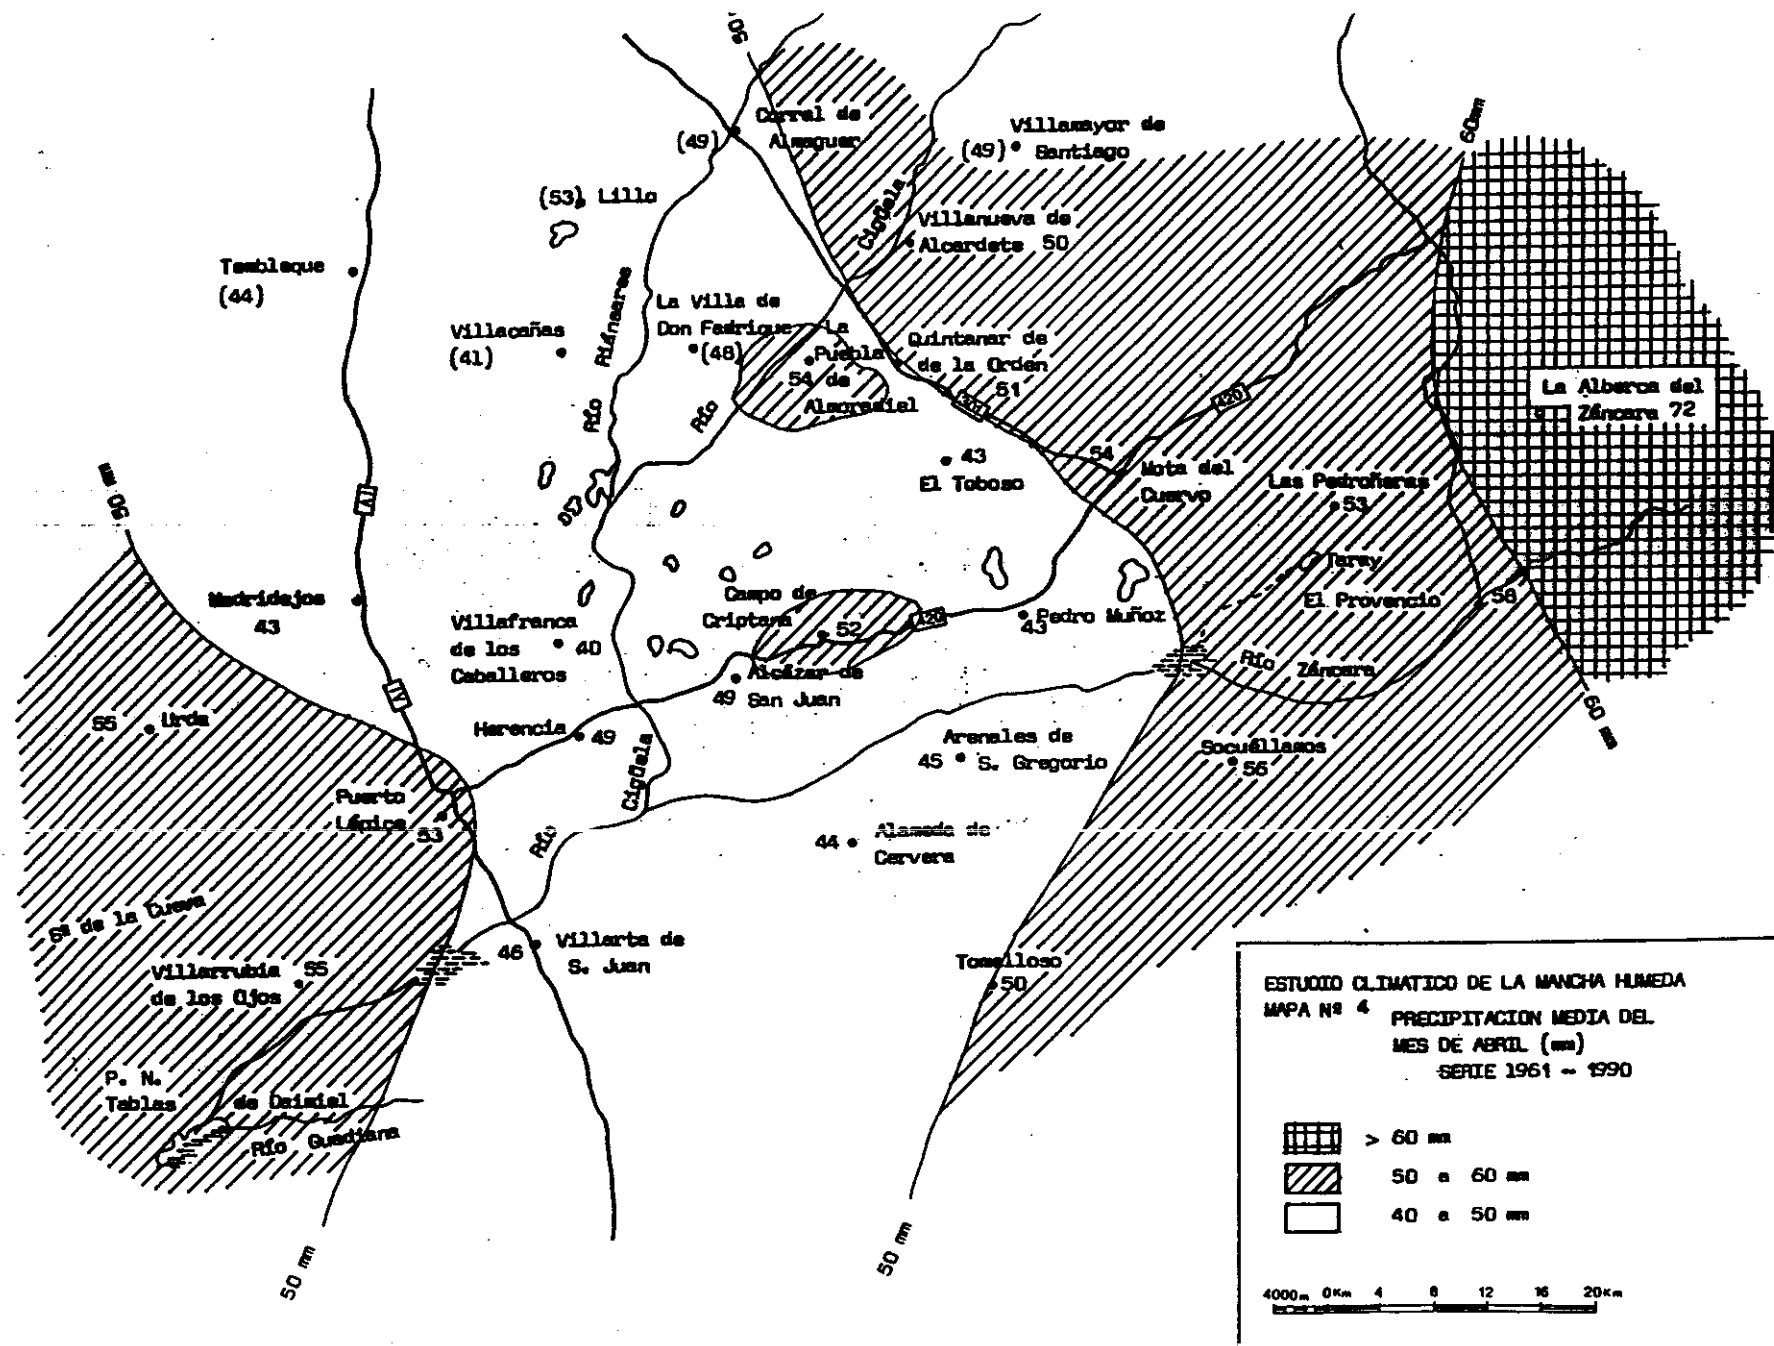 50
60mm
Corral de
Almaguer
(49)
Villamayor de
(49) Santiago
(53) Lillo
Cigüela
Villanueva de
Alcardete 50
Tembleque
(44)
Riánsares
Río
La Villa de
Don Fadrique
(48)
Villacañas
(41)
La
Puebla
54 de
Almoradiel
Quintanar de
de la Orden
51
301
420
La Alberca del
Záncara 72
Río
43
El Toboso
54
Mota del
Cuervo
Las Pedroñeras
53
50 mm
IV
Taray
El Provencio
58
Madridejos
43
Campo de
Criptana
52
420
Pedro Muñoz
43
Villafranca
de los
Caballeros
40
Río Záncara
Alcázar de
49 San Juan
IV
60 mm
55 Urda
Herencia
49
Cigüela
Río
Arenales de
45 S. Gregorio
Socuéllamos
56
Puerto
Lápice
53
44 Alameda de
Cervera
Sª de la Cueva
46 Villarta de
S. Juan
Villarrubia 55
de los Ojos
Tomelloso
50
P. N.
Tablas de Daimiel
Río Guadiana
50 mm
50 mm
ESTUDIO CLIMATICO DE LA MANCHA HUMEDA
MAPA Nº 4
PRECIPITACION MEDIA DEL
MES DE ABRIL (mm)
SERIE 1961 - 1990
> 60 mm
50 a 60 mm
40 a 50 mm
4000m 0Km 4 8 12 16 20Km